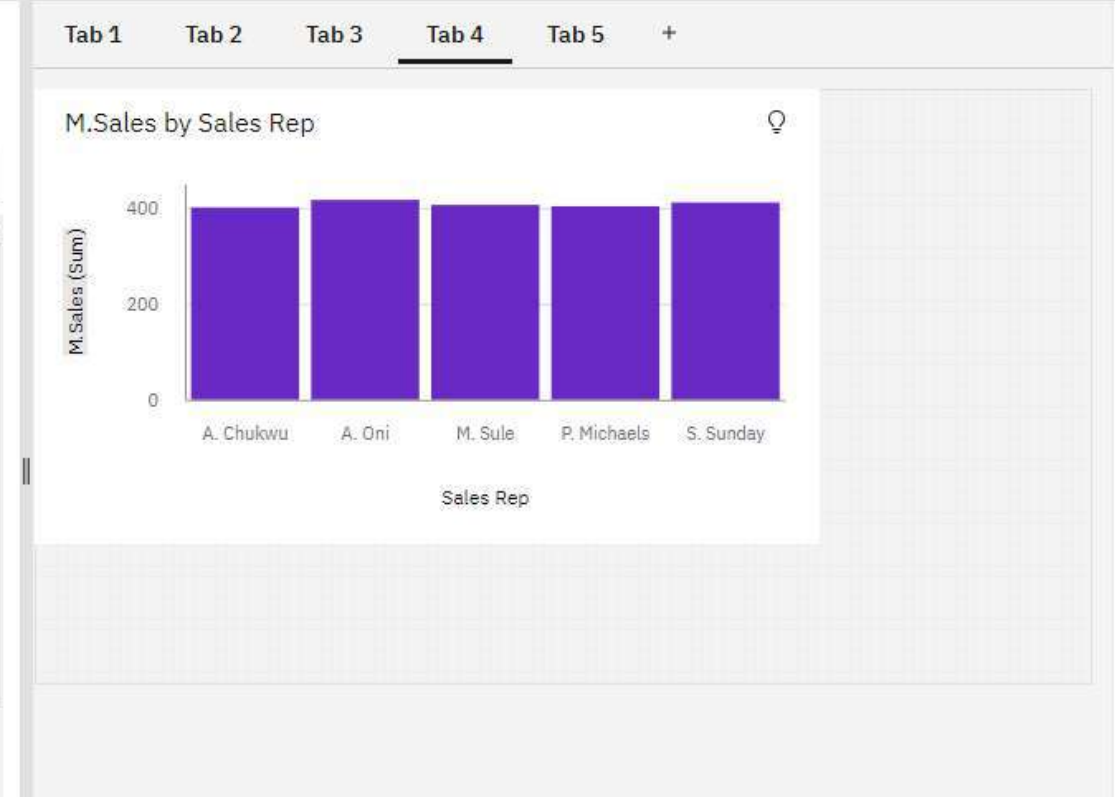 Tab 1 Tab 2 Tab 3 Tab 4 Tab 5 +
M.Sales by Sales Rep
M.Sales (Sum)
400
200
0
A. Chukwu A. Oni M. Sule P. Michaels S. Sunday
Sales Rep